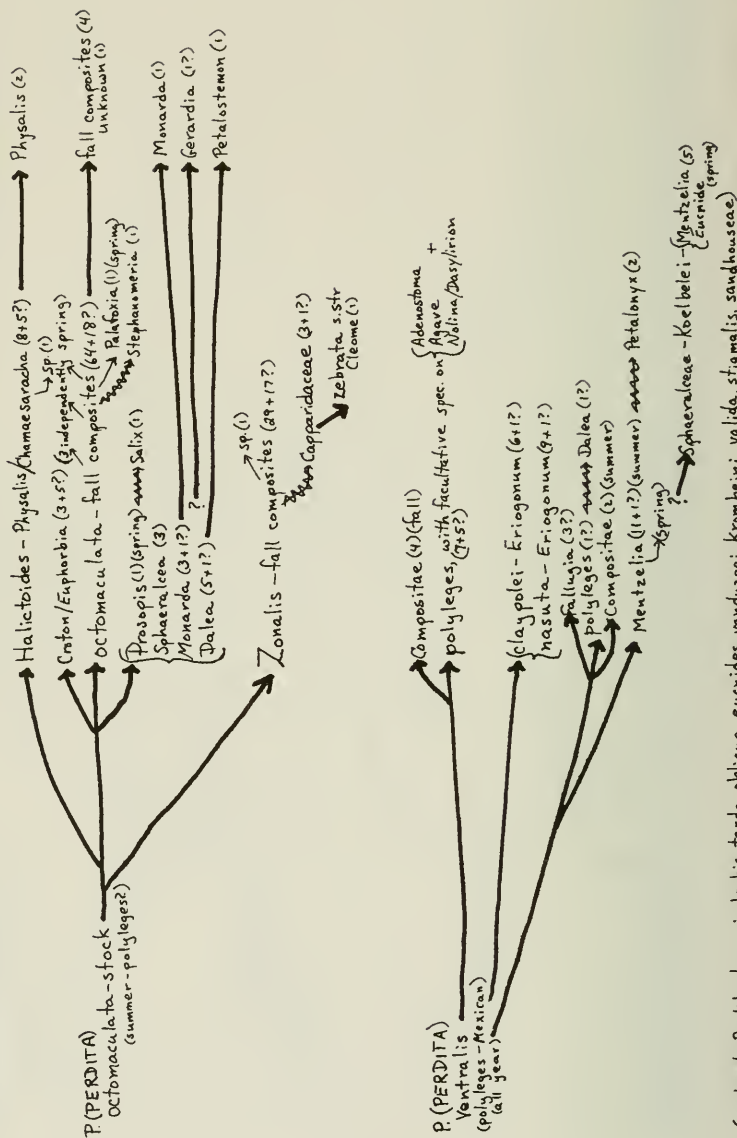 P. (PERDITA)
Octomaculata-stock
(summer-polyleges?)
Halictoides-Physalis/Chamaesaracha (8+5?)
sp. (1)
Physalis (2)
Croton/Euphorbia (3+5?) (3 independently spring)
Octomaculata-fall composites (64+18?)
fall composites (4)
unknown (1)
Palafoxia (1) (spring)
Stephanomeria (1)
Prosopis (1) (spring)
Salix (1)
Sphaeralcea (3)
Monarda (3+1?)
Dalea (5+1?)
?
Monarda (1)
Gerardia (1?)
Petalostemon (1)
Zonalis-fall composites (29+17?)
sp. (1)
Capparidaceae (3+1?)
zebrata s. str
Cleome (1)
P. (PERDITA)
Ventralis
(polyleges-Mexican)
(all year)
Compositae (4) (fall)
polyleges, with facultative spec. on
(7+5?)
Adenostoma
Agave +
Nolina/Dasylirion
claypolei-Eriogonum (6+1?)
hasuta-Eriogonum (9+1?)
Fallugia (3?)
polyleges (1?)
Dalea (1?)
Compositae (2) (summer)
Mentzelia (11+1?) (summer)
(spring)
Petalonyx (2)
?
Sphaeralceae-Koelbelei-
Mentzelia (5)
Eucnide
(spring)
valida, stigmalis, sandhouseae)